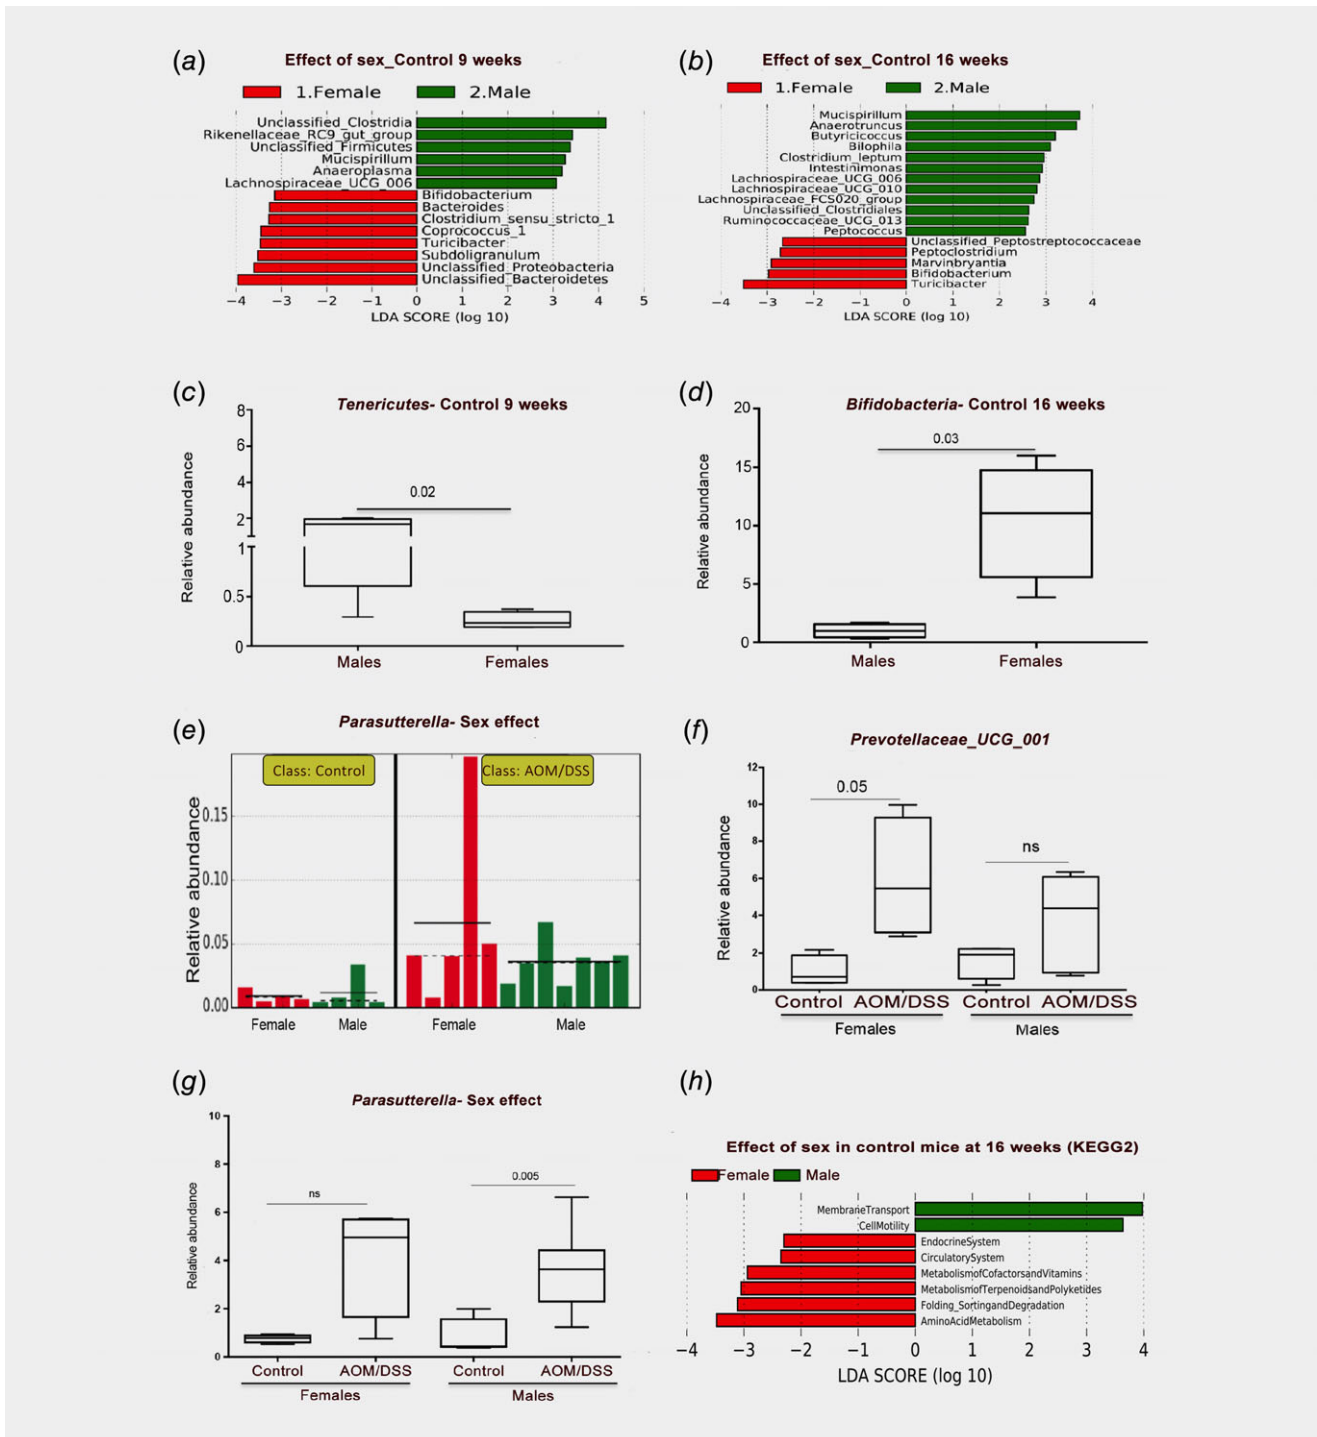 (a)
Effect of sex_Control 9 weeks
1.Female 2.Male
Unclassified_Clostridia
Rikenellaceae_RC9_gut_group
Unclassified_Firmicutes
Mucispirillum
Anaeroplasma
Lachnospiraceae_UCG_006
Bifidobacterium
Bacteroides
Clostridium_sensu_stricto_1
Coprococcus_1
Turicibacter
Subdoligranulum
Unclassified_Proteobacteria
Unclassified_Bacteroidetes
−4 −3 −2 −1 0 1 2 3 4 5
LDA SCORE (log 10)
(b)
Effect of sex_Control 16 weeks
1.Female 2.Male
Mucispirillum
Anaerotruncus
Butyricicoccus
Bilophila
Clostridium_leptum
Intestinimonas
Lachnospiraceae_UCG_006
Lachnospiraceae_UCG_010
Lachnospiraceae_FCS020_group
Unclassified_Clostridiales
Ruminococcaceae_UCG_013
Peptococcus
Unclassified_Peptostreptococcaceae
Peptoclostridium
Marvinbryantia
Bifidobacterium
Turicibacter
−4 −3 −2 −1 0 1 2 3 4
LDA SCORE (log 10)
(c)
Tenericutes- Control 9 weeks
Relative abundance
8
6
4
2
1
0.5
0
0.02
Males Females
(d)
Bifidobacteria- Control 16 weeks
Relative abundance
20
15
10
5
0
0.03
Males Females
(e)
Parasutterella- Sex effect
Class: Control Class: AOM/DSS
Relative abundance
0.15
0.10
0.05
0.00
Female Male Female Male
(f)
Prevotellaceae_UCG_001
Relative abundance
12
10
8
6
4
2
0
0.05
ns
Control AOM/DSS Control AOM/DSS
Females Males
(g)
Parasutterella- Sex effect
Relative abundance
10
8
6
4
2
0
ns
0.005
Control AOM/DSS Control AOM/DSS
Females Males
(h)
Effect of sex in control mice at 16 weeks (KEGG2)
Female Male
MembraneTransport
CellMotility
EndocrineSystem
CirculatorySystem
MetabolismofCofactorsandVitamins
MetabolismofTerpenoidsandPolyketides
Folding_SortingandDegradation
AminoAcidMetabolism
−4 −3 −2 −1 0 1 2 3 4
LDA SCORE (log 10)